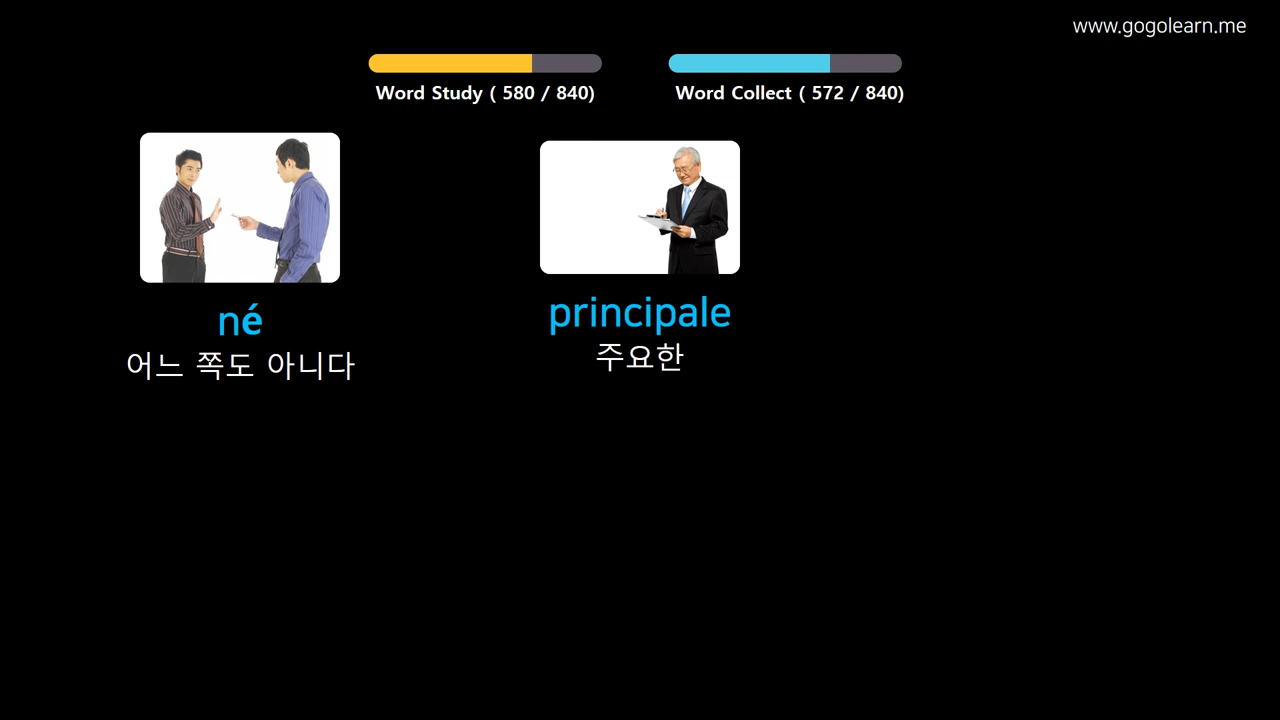 www.gogolearn.me
Word Study ( 580 / 840)
Word Collect ( 572 / 840)
né
어느 쪽도 아니다
principale
주요한